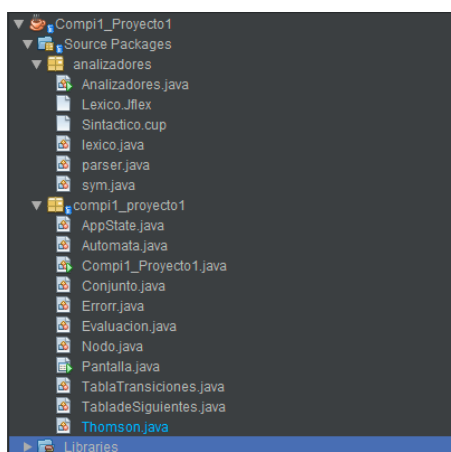 Compi1_Proyecto1
Source Packages
analizadores
Analizadores.java
Lexico.Jflex
Sintactico.cup
lexico.java
parser.java
sym.java
compi1_proyecto1
AppState.java
Automata.java
Compi1_Proyecto1.java
Conjunto.java
Errorr.java
Evaluacion.java
Nodo.java
Pantalla.java
TablaTransiciones.java
TabladeSiguientes.java
Thomson.java
Libraries